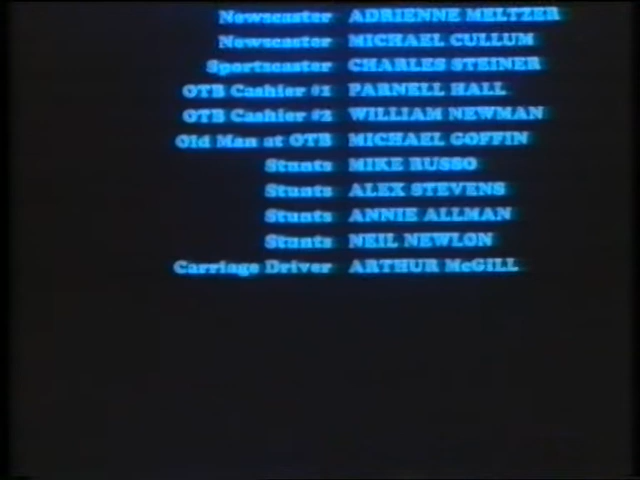 Newscaster ADRIENNE MELTZER
Newscaster MICHAEL CULLUM
Sportscaster CHARLES STEINER
OTB Cashier #1 PARNELL HALL
OTB Cashier #2 WILLIAM NEWMAN
Old Man at OTB MICHAEL GOFFIN
Stunts MIKE RUSSO
Stunts ALEX STEVENS
Stunts ANNIE ALLMAN
Stunts NEIL NEWLON
Carriage Driver ARTHUR McGILL